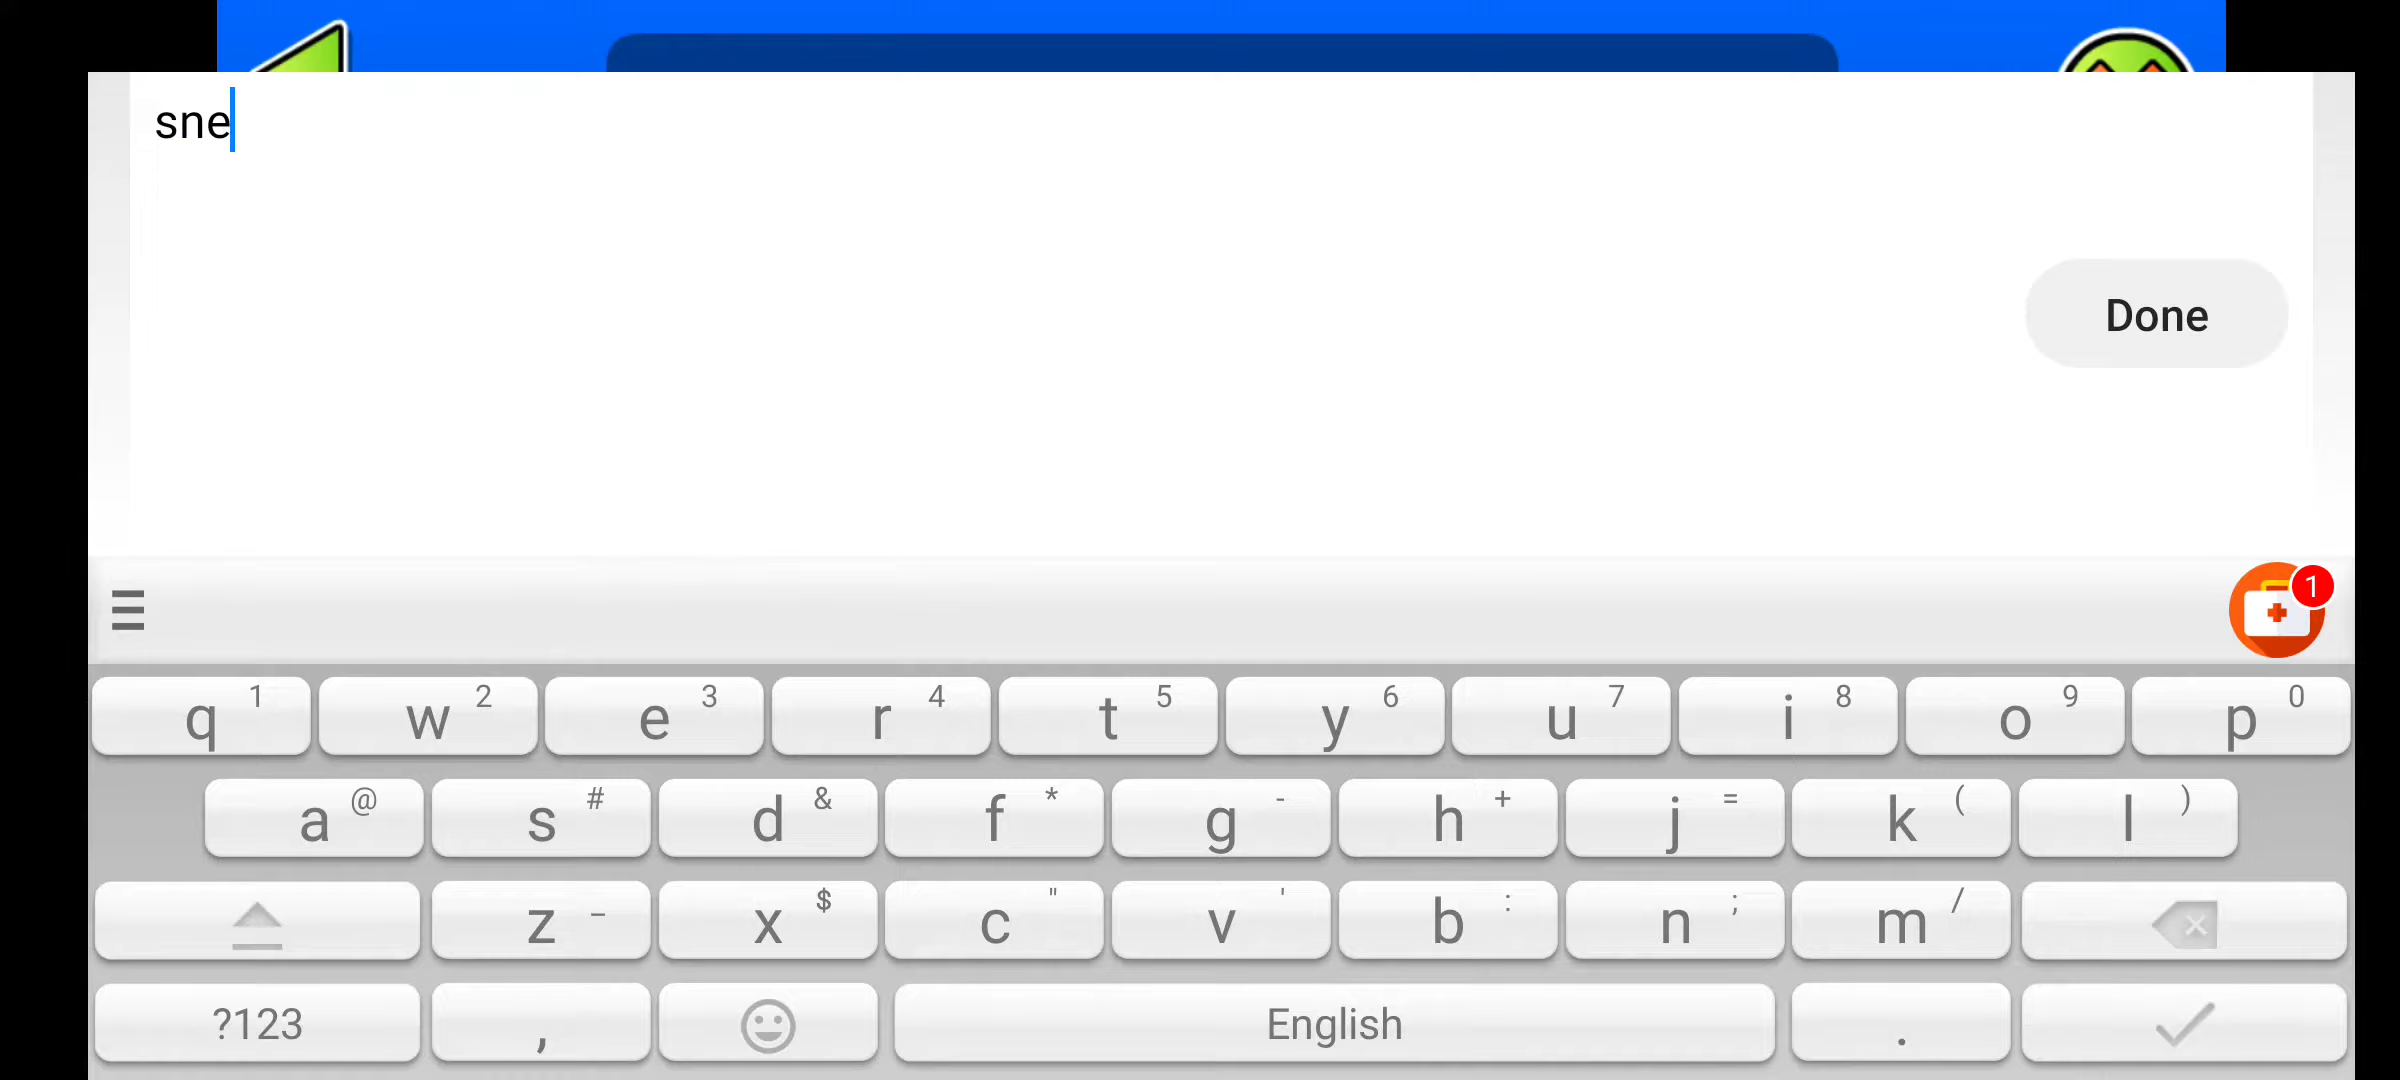 sne
Done
1
q 1 w 2 e 3 r 4 t 5 y 6 u 7 i 8 o 9 p 0
a @ s # d & f * g - h + j = k ( l )
z _ x $ c " v ' b : n ; m /
?123 , English .